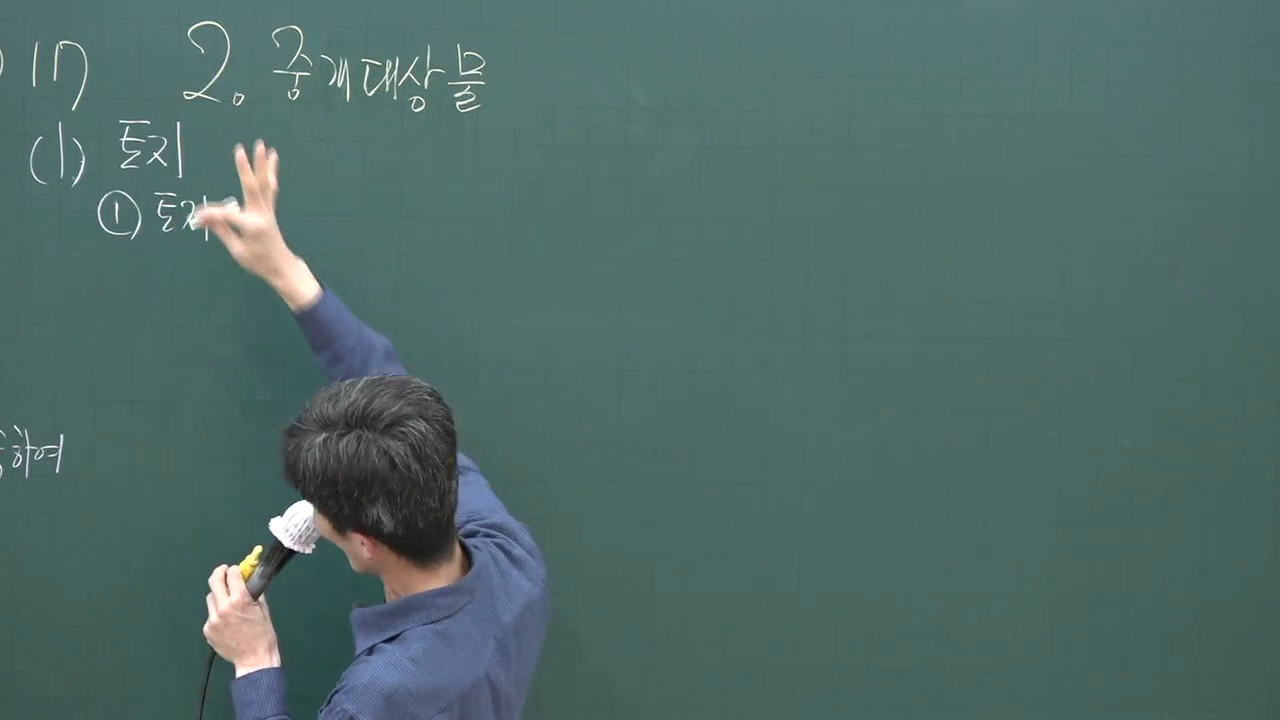 17 2. 중개대상물
(1) 토지
① 토지
하여